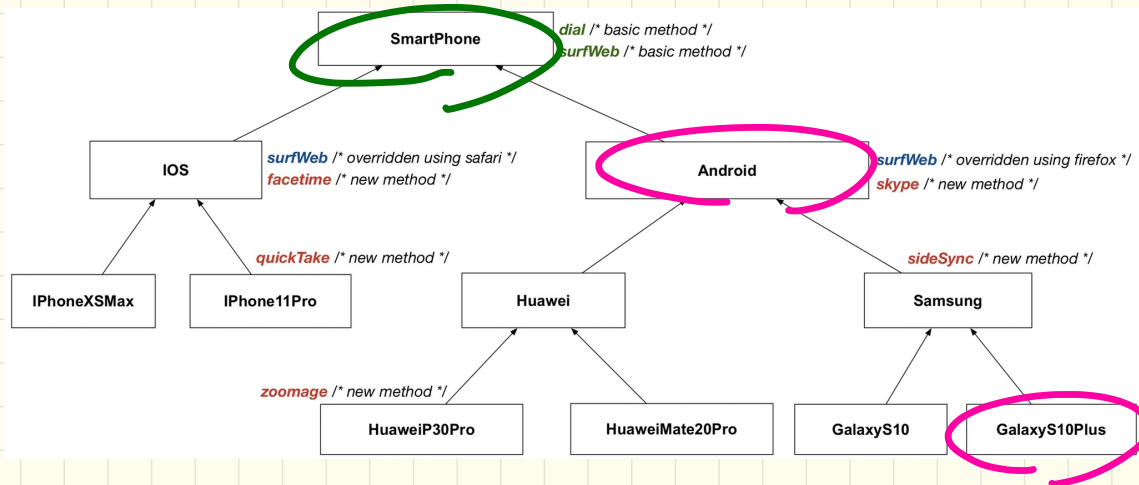 SmartPhone
dial /* basic method */
surfWeb /* basic method */
IOS
surfWeb /* overridden using safari */
facetime /* new method */
Android
surfWeb /* overridden using firefox */
skype /* new method */
quickTake /* new method */
sideSync /* new method */
IPhoneXSMax
IPhone11Pro
Huawei
Samsung
zoomage /* new method */
HuaweiP30Pro
HuaweiMate20Pro
GalaxyS10
GalaxyS10Plus